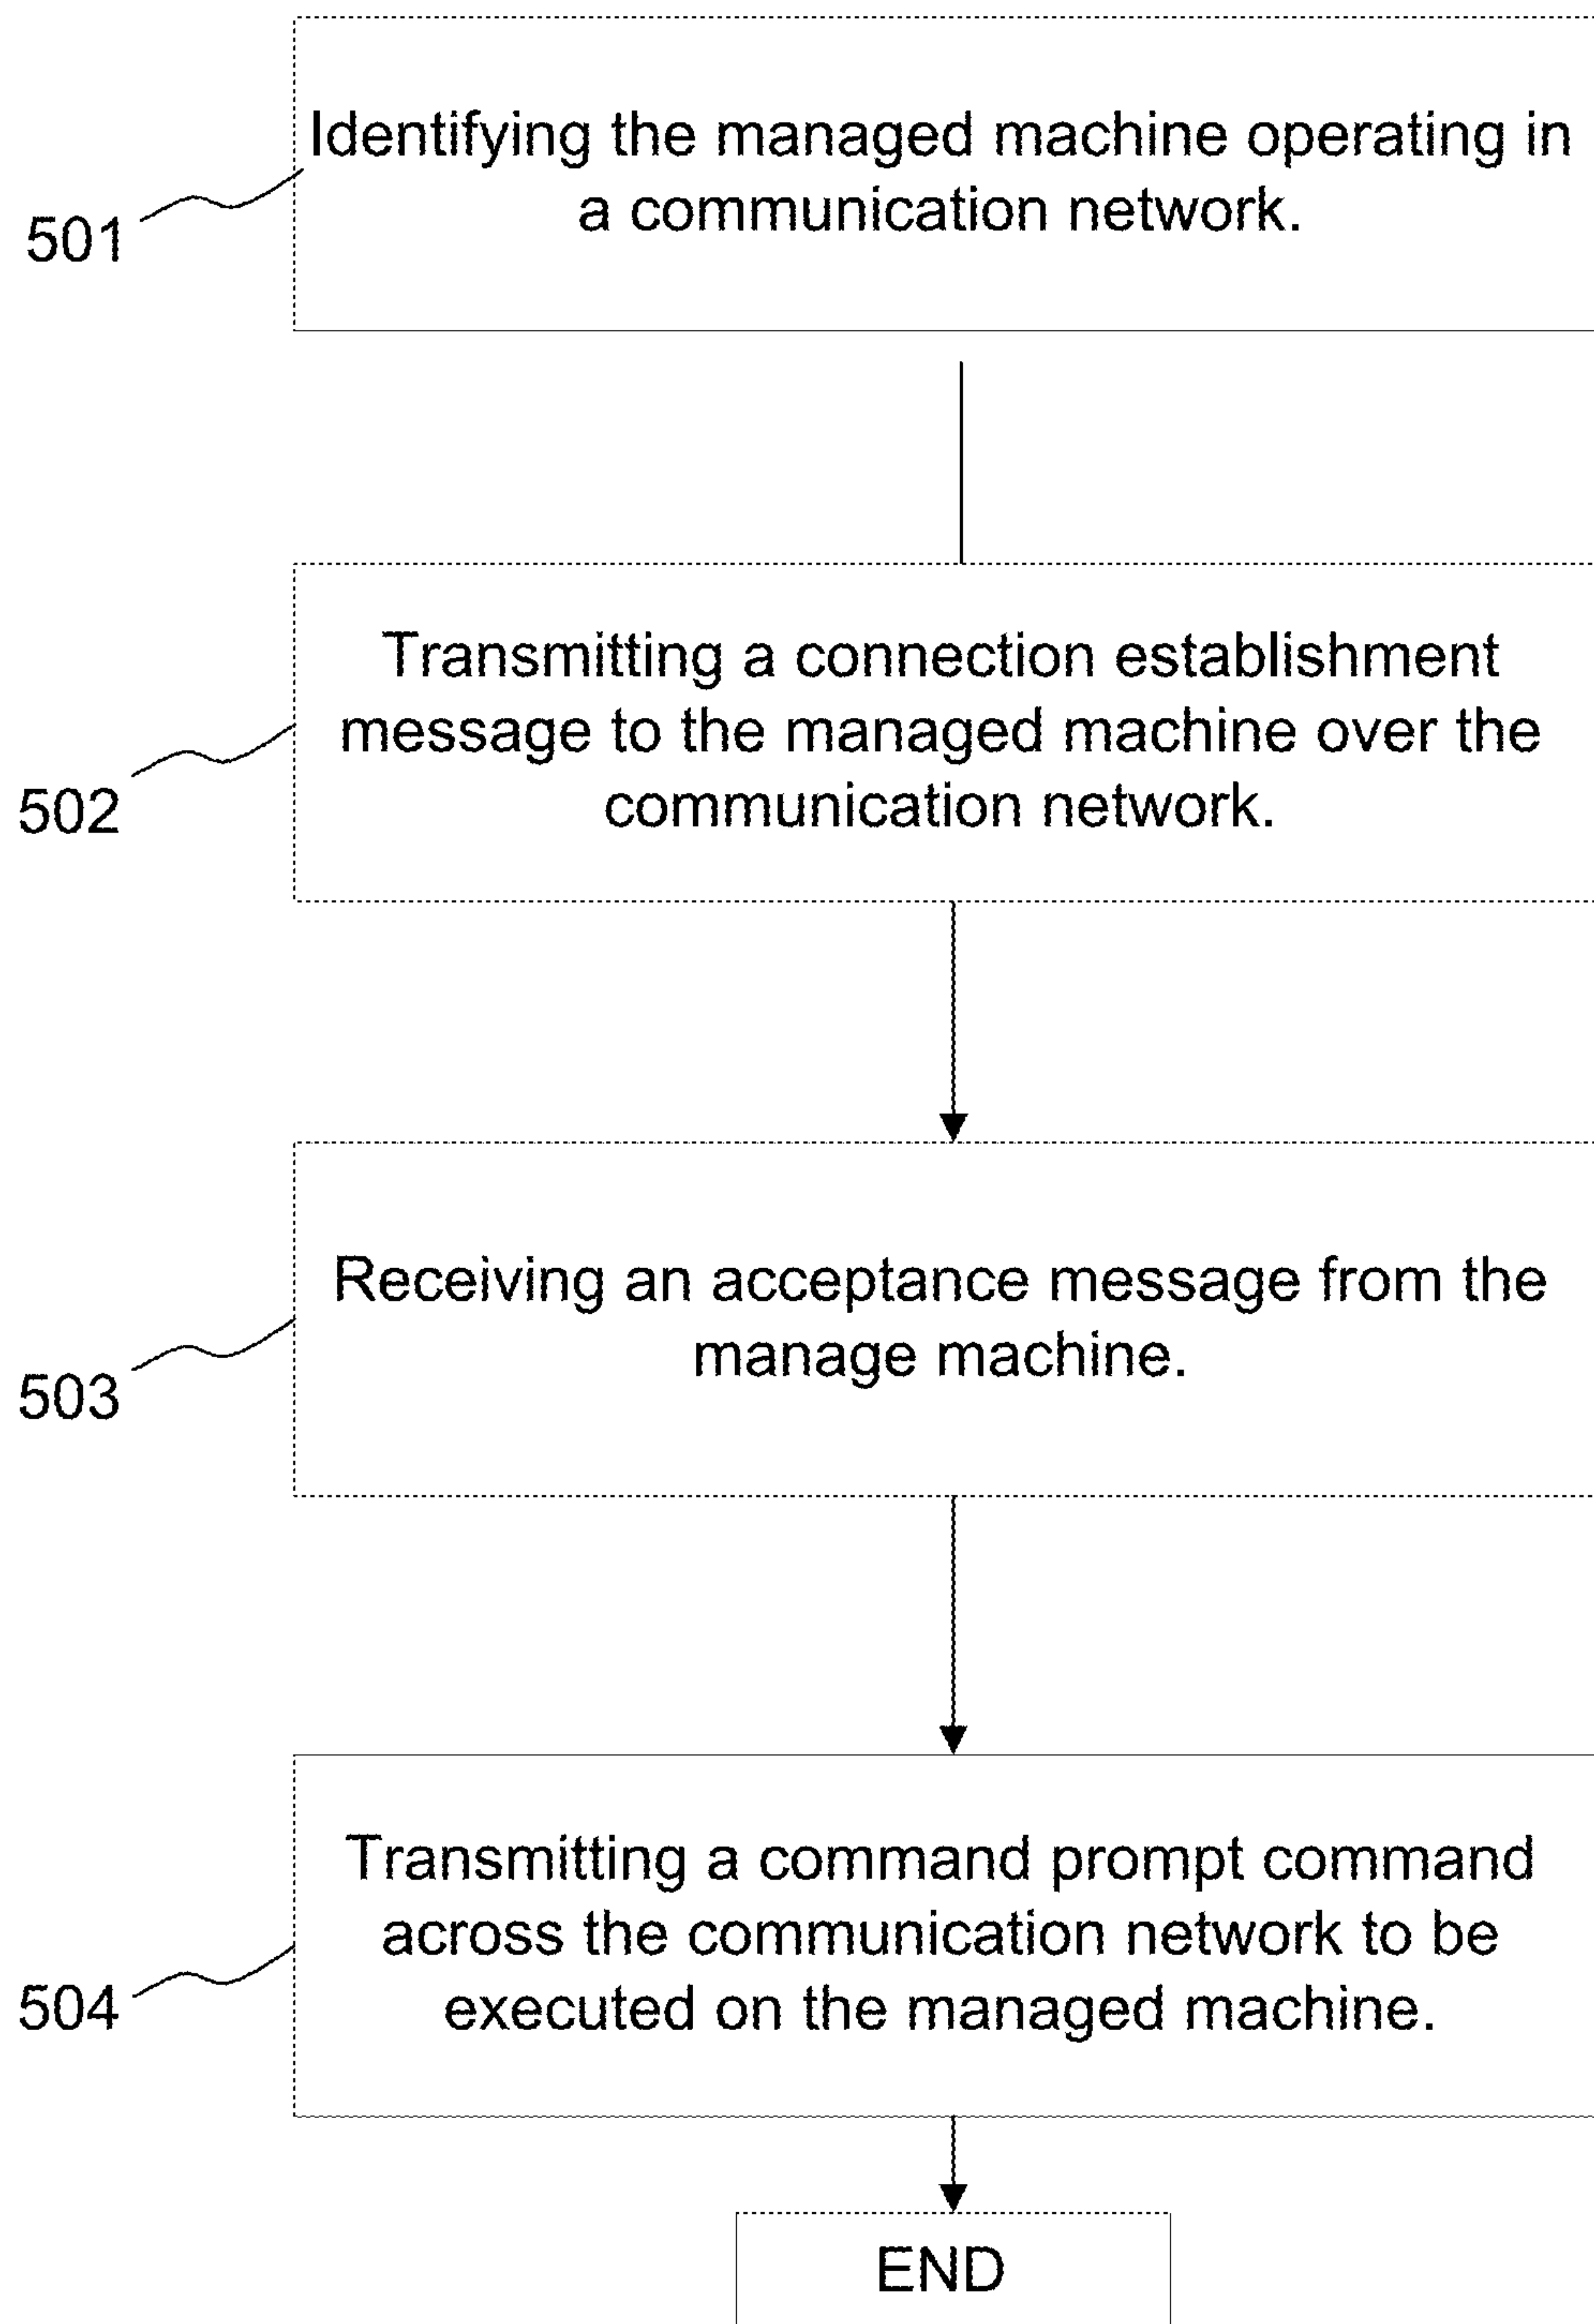 Identifying the managed machine operating in
a communication network.
501
Transmitting a connection establishment
message to the managed machine over the
communication network.
502
Receiving an acceptance message from the
manage machine.
503
Transmitting a command prompt command
across the communication network to be
executed on the managed machine.
504
END